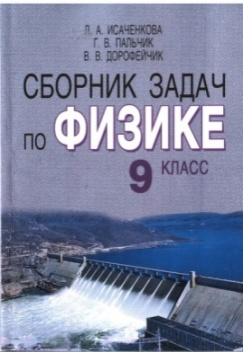 Л. А. ИСАЧЕНКОВА
Г. В. ПАЛЬЧИК
В. В. ДОРОФЕЙЧИК
СБОРНИК ЗАДАЧ
ПО ФИЗИКЕ
9 КЛАСС